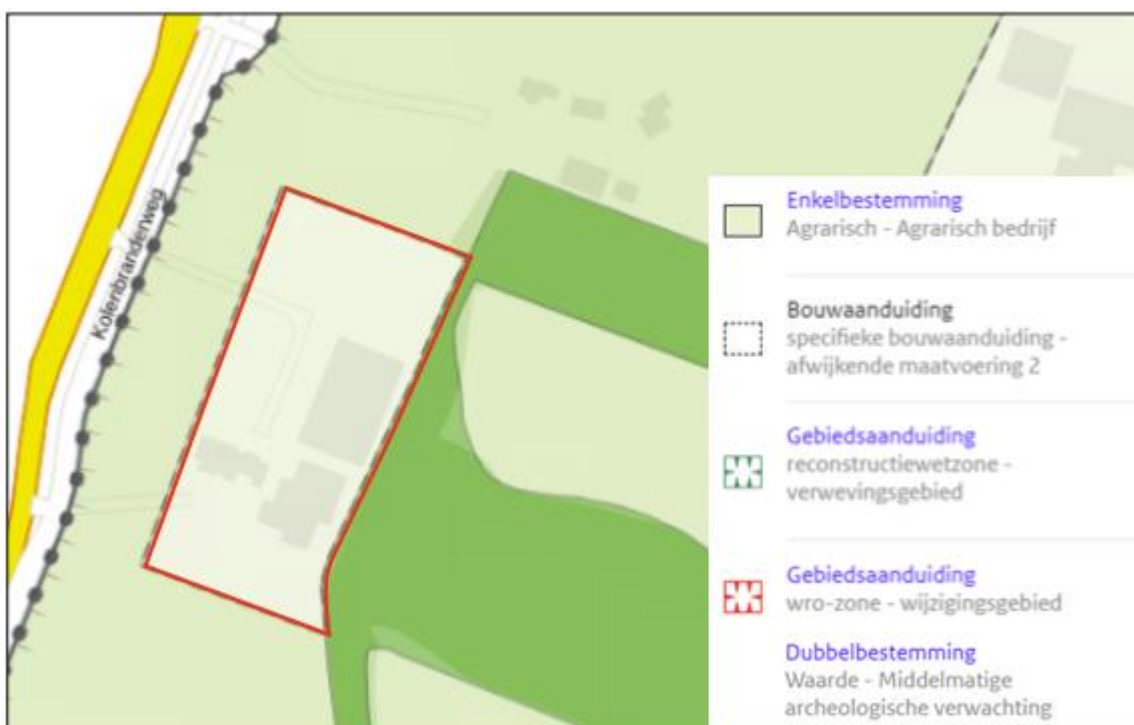 Kolenbranderweg
Enkelbestemming
Agrarisch - Agrarisch bedrijf
Bouwaanduiding
specifieke bouwaanduiding -
afwijkende maatvoering 2
Gebiedsaanduiding
reconstructiewetzone -
verwevingsgebied
Gebiedsaanduiding
wro-zone - wijzigingsgebied
Dubbelbestemming
Waarde - Middelmatige
archeologische verwachting